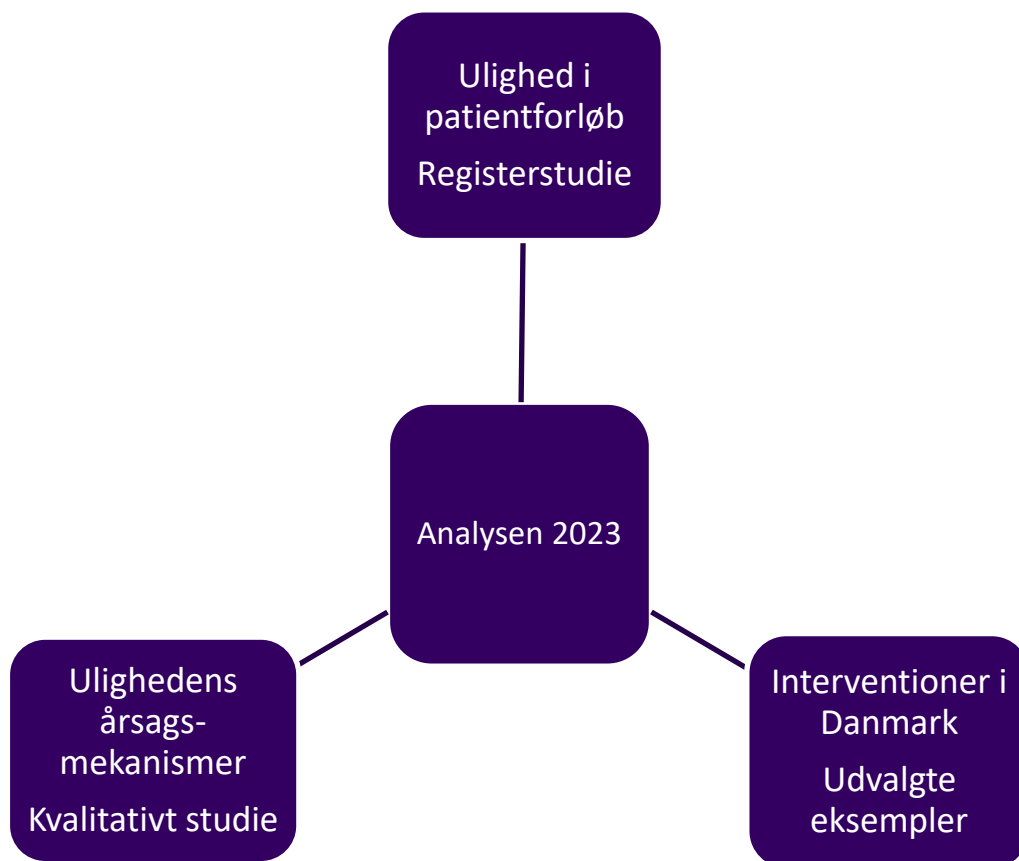 Ulighed i
patientforløb
Registerstudie
Analysen 2023
Ulighedens
årsags-
mekanismer
Kvalitativt studie
Interventioner i
Danmark
Udvalgte
eksempler